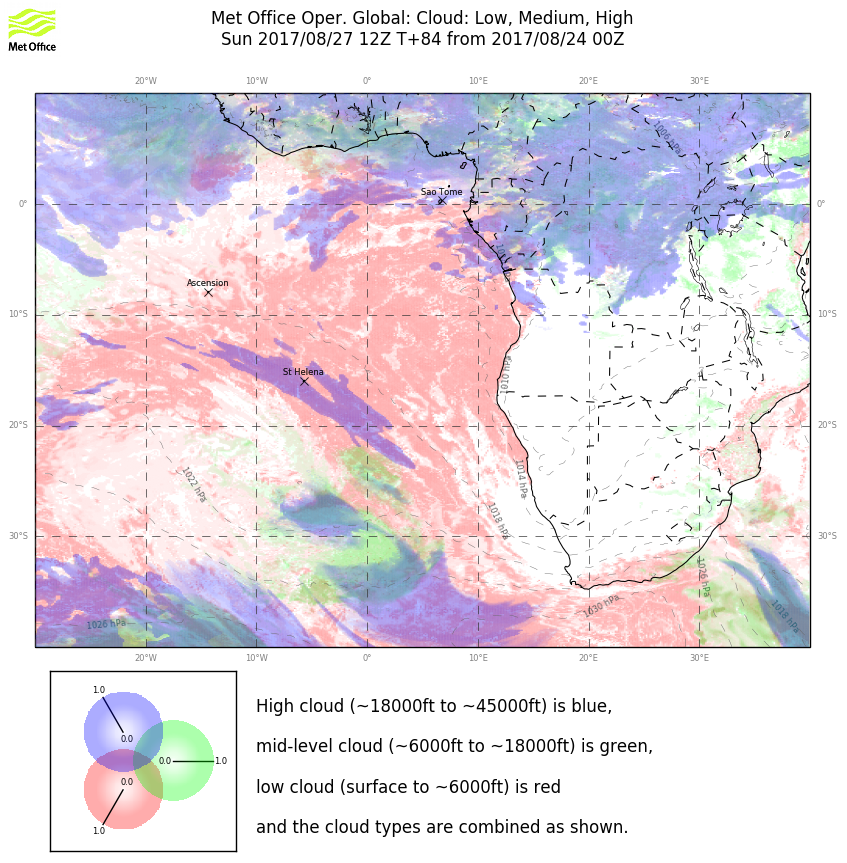 Met Office
Met Office Oper. Global: Cloud: Low, Medium, High
Sun 2017/08/27 12Z T+84 from 2017/08/24 00Z
20°W 10°W 0° 10°E 20°E 30°E
1006 hPa
Sao Tome
0° 0°
Ascension
10°S 10°S
1010 hPa
St Helena
20°S 20°S
1022 hPa
1014 hPa
1018 hPa
30°S 30°S
1026 hPa
1030 hPa
1018 hPa
1026 hPa
20°W 10°W 0° 10°E 20°E 30°E
1.0
0.0
0.0 1.0
0.0
1.0
High cloud (~18000ft to ~45000ft) is blue,
mid-level cloud (~6000ft to ~18000ft) is green,
low cloud (surface to ~6000ft) is red
and the cloud types are combined as shown.